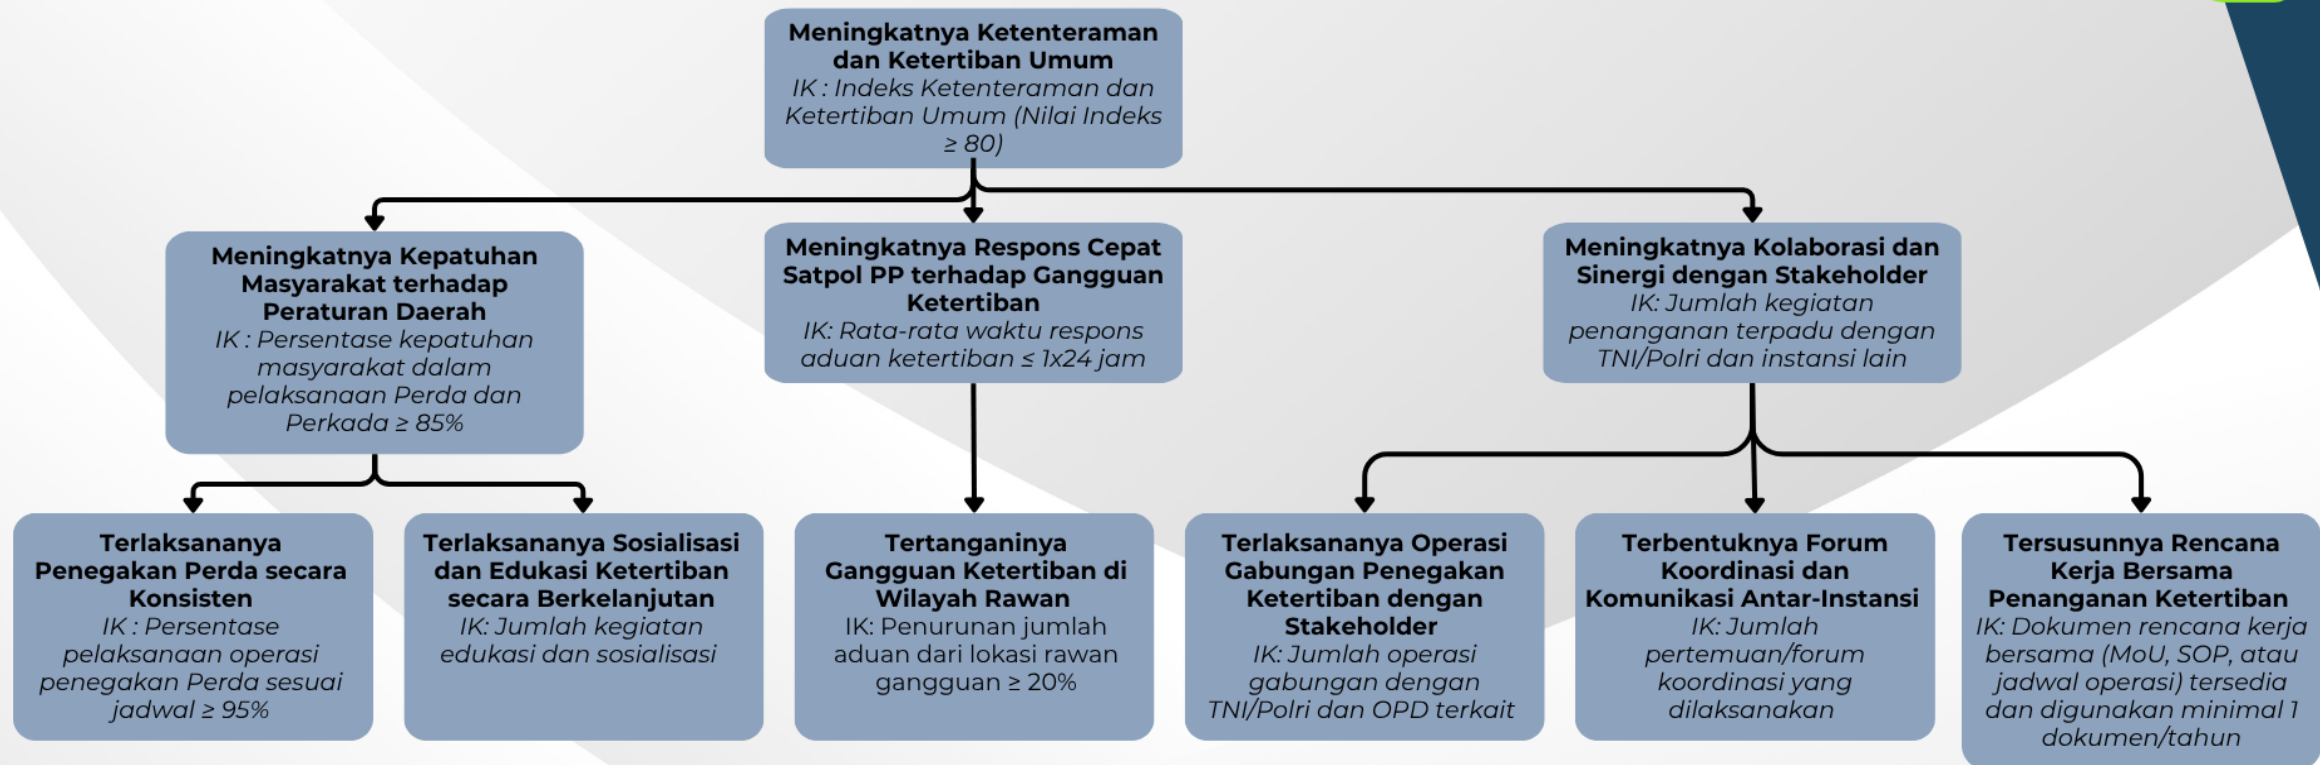 Meningkatnya Ketenteraman
dan Ketertiban Umum
IK : Indeks Ketenteraman dan
Ketertiban Umum (Nilai Indeks
≥ 80)
Meningkatnya Kepatuhan
Masyarakat terhadap
Peraturan Daerah
IK : Persentase kepatuhan
masyarakat dalam
pelaksanaan Perda dan
Perkada ≥ 85%
Meningkatnya Respons Cepat
Satpol PP terhadap Gangguan
Ketertiban
IK: Rata-rata waktu respons
aduan ketertiban ≤ 1x24 jam
Meningkatnya Kolaborasi dan
Sinergi dengan Stakeholder
IK: Jumlah kegiatan
penanganan terpadu dengan
TNI/Polri dan instansi lain
Terlaksananya
Penegakan Perda secara
Konsisten
IK : Persentase
pelaksanaan operasi
penegakan Perda sesuai
jadwal ≥ 95%
Terlaksananya Sosialisasi
dan Edukasi Ketertiban
secara Berkelanjutan
IK: Jumlah kegiatan
edukasi dan sosialisasi
Tertanganinya
Gangguan Ketertiban di
Wilayah Rawan
IK: Penurunan jumlah
aduan dari lokasi rawan
gangguan ≥ 20%
Terlaksananya Operasi
Gabungan Penegakan
Ketertiban dengan
Stakeholder
IK: Jumlah operasi
gabungan dengan
TNI/Polri dan OPD terkait
Terbentuknya Forum
Koordinasi dan
Komunikasi Antar-Instansi
IK: Jumlah
pertemuan/forum
koordinasi yang
dilaksanakan
Tersusunnya Rencana
Kerja Bersama
Penanganan Ketertiban
IK: Dokumen rencana kerja
bersama (MoU, SOP, atau
jadwal operasi) tersedia
dan digunakan minimal 1
dokumen/tahun